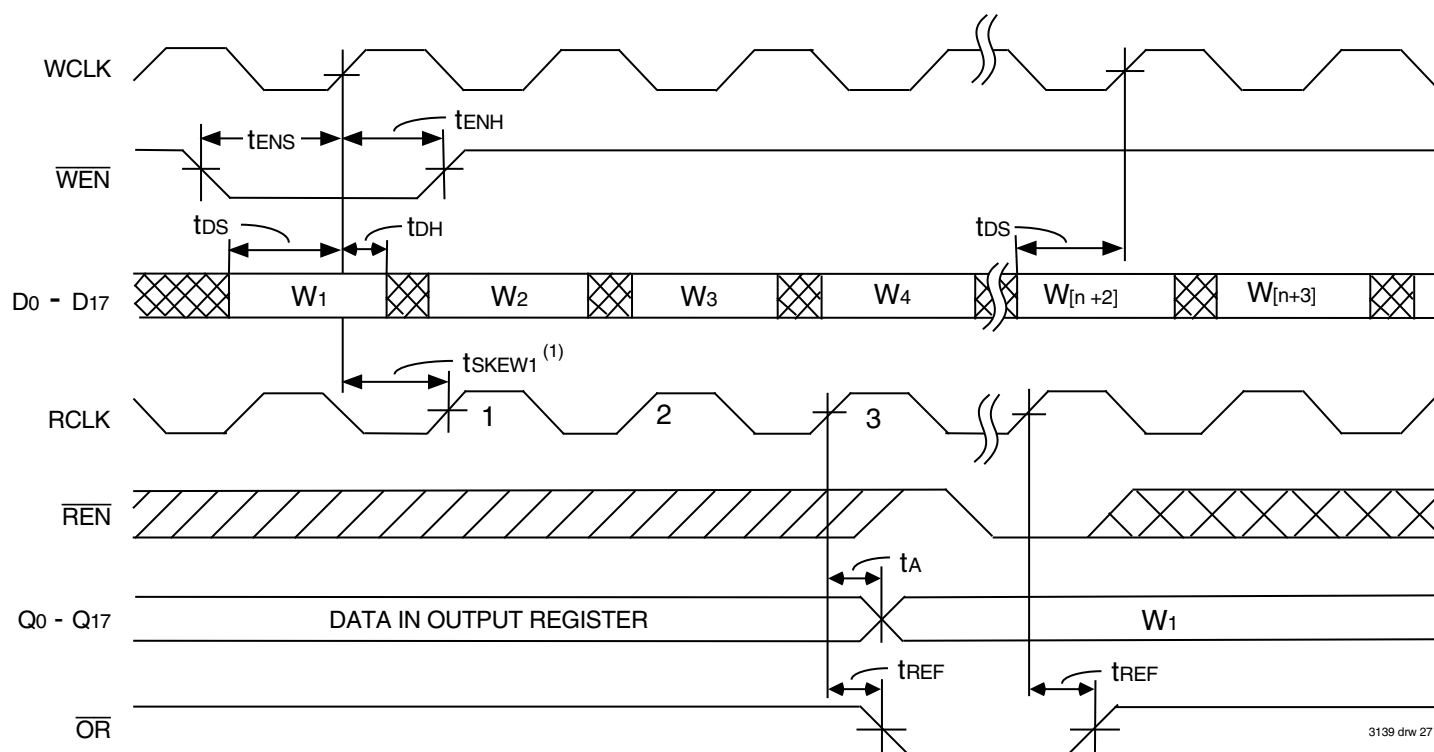 WCLK
tENS
tENH
WEN
tDS
tDH
tDS
D0 - D17
W1
W2
W3
W4
W[n +2]
W[n+3]
tSKEW1 (1)
RCLK
1
2
3
REN
tA
Q0 - Q17
DATA IN OUTPUT REGISTER
W1
tREF
tREF
OR
3139 drw 27